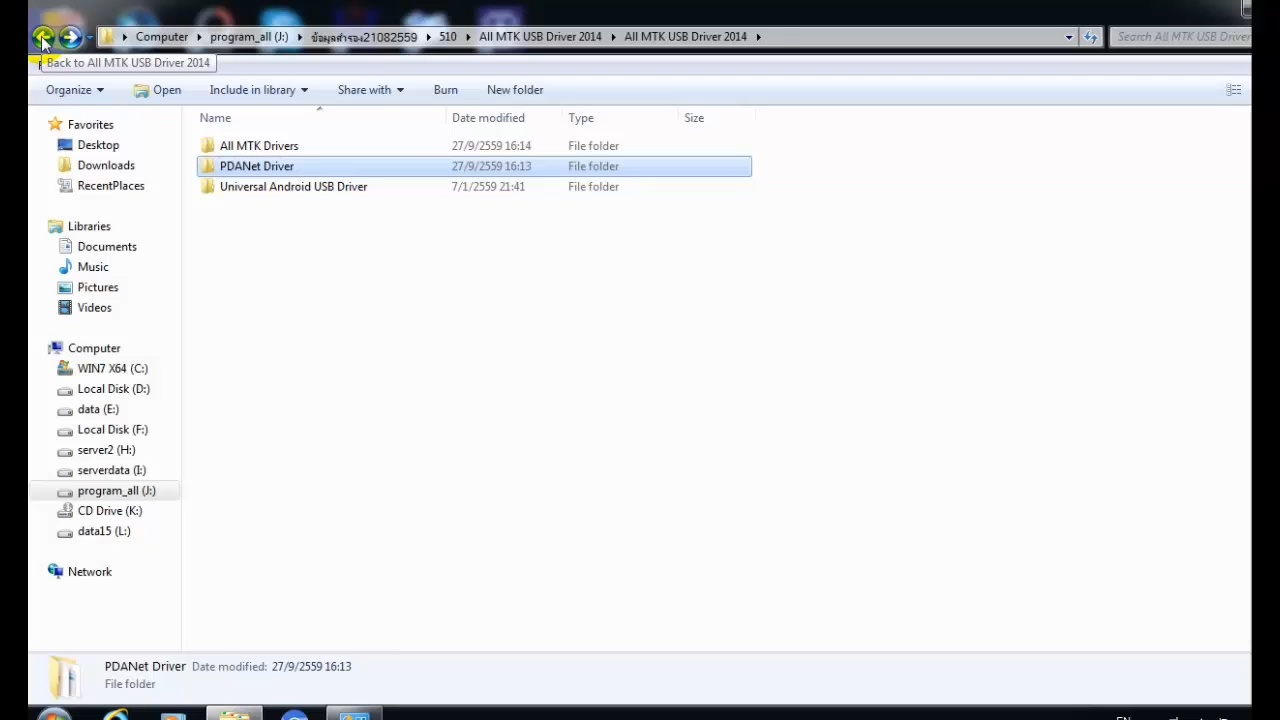 Computer program_all (J:) ข้อมูลสำรอง21082559 510 All MTK USB Driver 2014 All MTK USB Driver 2014 Search All MTK USB Driver
Back to All MTK USB Driver 2014
Organize Open Include in library Share with Burn New folder
Name Date modified Type Size
All MTK Drivers 27/9/2559 16:14 File folder
PDANet Driver 27/9/2559 16:13 File folder
Universal Android USB Driver 7/1/2559 21:41 File folder
Favorites
Desktop
Downloads
RecentPlaces
Libraries
Documents
Music
Pictures
Videos
Computer
WIN7 X64 (C:)
Local Disk (D:)
data (E:)
Local Disk (F:)
server2 (H:)
serverdata (I:)
program_all (J:)
CD Drive (K:)
data15 (L:)
Network
PDANet Driver Date modified: 27/9/2559 16:13
File folder